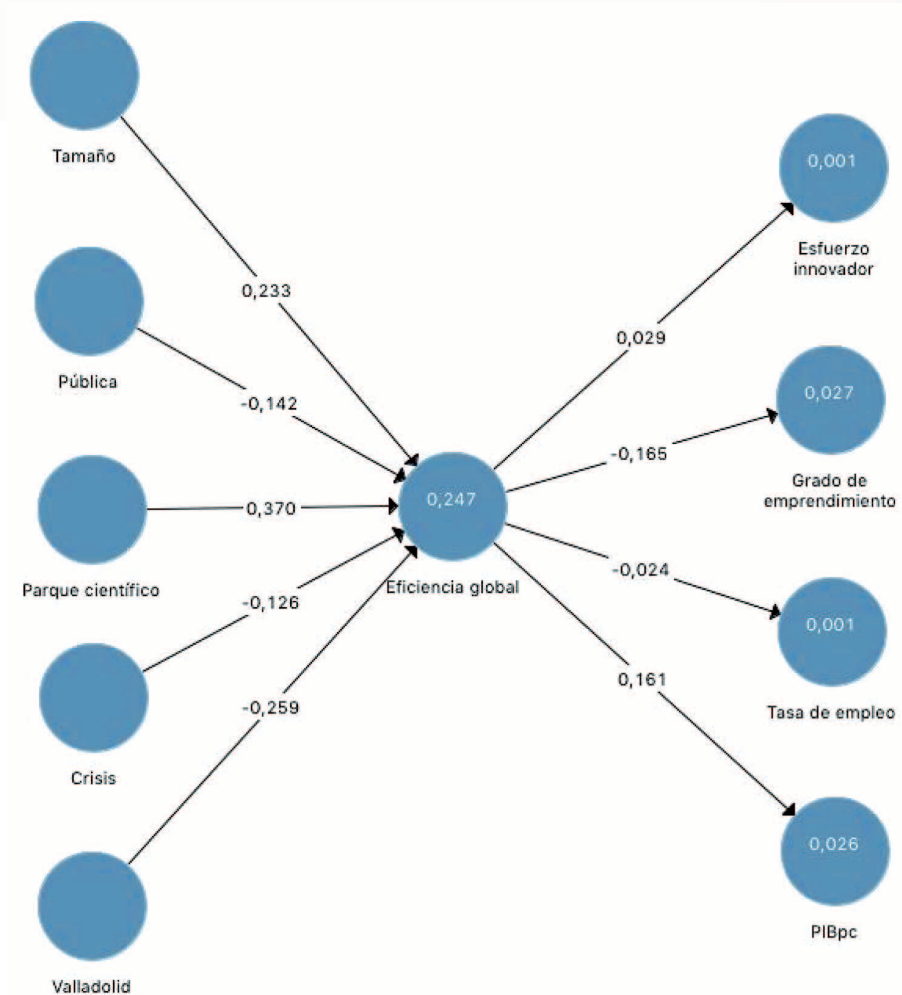 Tamaño
Pública
Parque científico
Crisis
Valladolid
0,233
-0,142
0,370
-0,126
-0,259
0,247
Eficiencia global
0,029
-0,165
-0,024
0,161
0,001
Esfuerzo
innovador
0,027
Grado de
emprendimiento
0,001
Tasa de empleo
0,026
PIBpc